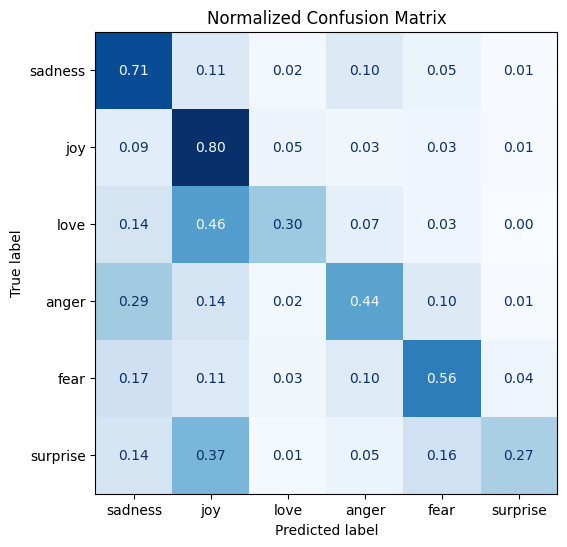 Normalized Confusion Matrix
True label
sadness 0.71 0.11 0.02 0.10 0.05 0.01
joy 0.09 0.80 0.05 0.03 0.03 0.01
love 0.14 0.46 0.30 0.07 0.03 0.00
anger 0.29 0.14 0.02 0.44 0.10 0.01
fear 0.17 0.11 0.03 0.10 0.56 0.04
surprise 0.14 0.37 0.01 0.05 0.16 0.27
sadness joy love anger fear surprise
Predicted label